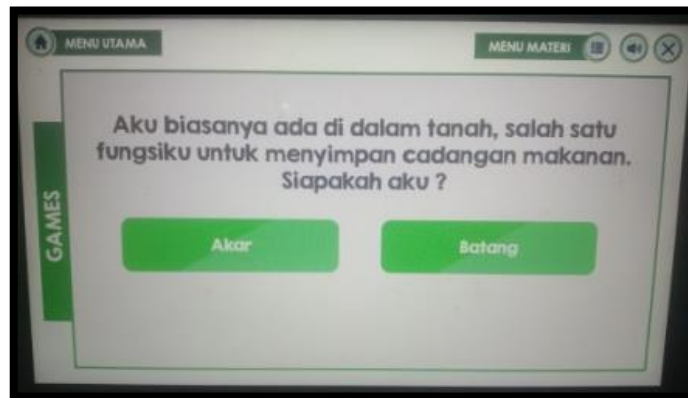 MENU UTAMA
MENU MATERI
Aku biasanya ada di dalam tanah, salah satu
fungsiku untuk menyimpan cadangan makanan.
Siapakah aku ?
GAMES
Akar
Batang